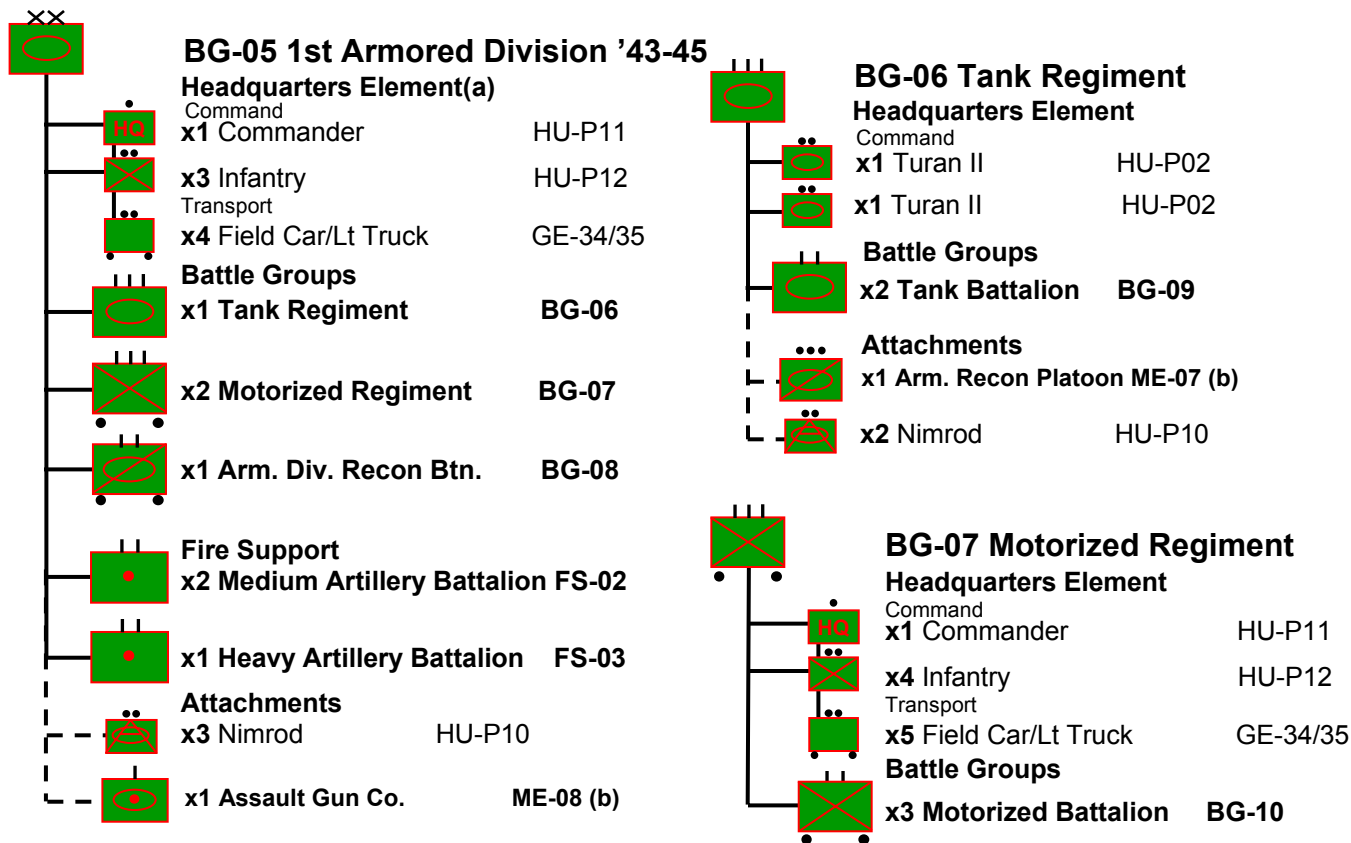 BG-05 1st Armored Division ’43-45
Headquarters Element(a)
Command
HQ x1 Commander HU-P11
x3 Infantry HU-P12
Transport
x4 Field Car/Lt Truck GE-34/35
Battle Groups
x1 Tank Regiment BG-06
x2 Motorized Regiment BG-07
x1 Arm. Div. Recon Btn. BG-08
Fire Support
x2 Medium Artillery Battalion FS-02
x1 Heavy Artillery Battalion FS-03
Attachments
x3 Nimrod HU-P10
x1 Assault Gun Co. ME-08 (b)
BG-06 Tank Regiment
Headquarters Element
Command
x1 Turan II HU-P02
x1 Turan II HU-P02
Battle Groups
x2 Tank Battalion BG-09
Attachments
x1 Arm. Recon Platoon ME-07 (b)
x2 Nimrod HU-P10
BG-07 Motorized Regiment
Headquarters Element
Command
HQ x1 Commander HU-P11
x4 Infantry HU-P12
Transport
x5 Field Car/Lt Truck GE-34/35
Battle Groups
x3 Motorized Battalion BG-10